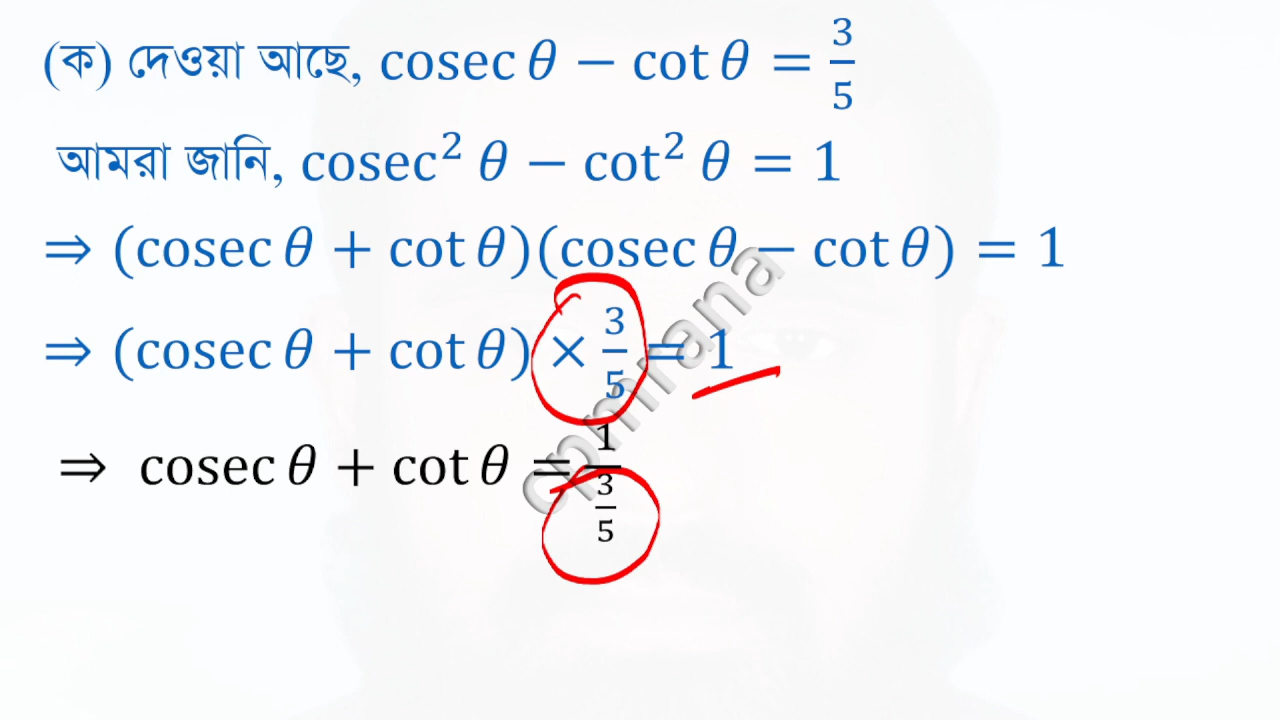 (ক) দেওয়া আছে, cosec θ − cot θ = 3/5
আমরা জানি, cosec² θ − cot² θ = 1
⇒ (cosec θ + cot θ)(cosec θ − cot θ) = 1
⇒ (cosec θ + cot θ) × 3/5 = 1
⇒ cosec θ + cot θ = 1/(3/5)
cpmrana